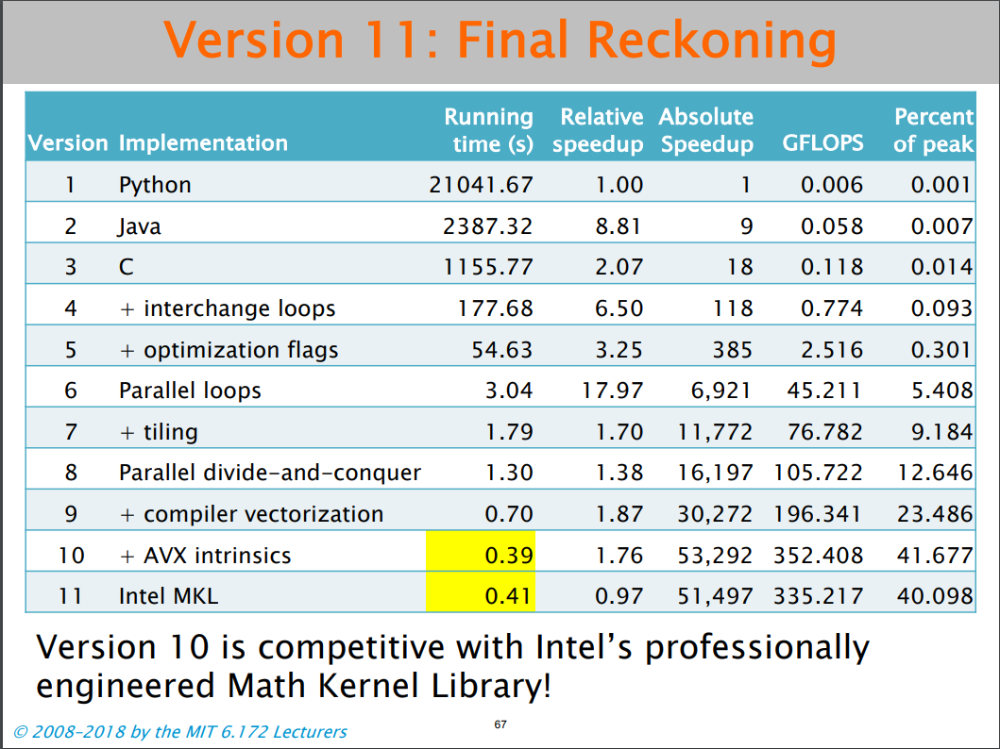 Version 11: Final Reckoning
Version Implementation Running time (s) Relative speedup Absolute Speedup GFLOPS Percent of peak
1 Python 21041.67 1.00 1 0.006 0.001
2 Java 2387.32 8.81 9 0.058 0.007
3 C 1155.77 2.07 18 0.118 0.014
4 + interchange loops 177.68 6.50 118 0.774 0.093
5 + optimization flags 54.63 3.25 385 2.516 0.301
6 Parallel loops 3.04 17.97 6,921 45.211 5.408
7 + tiling 1.79 1.70 11,772 76.782 9.184
8 Parallel divide-and-conquer 1.30 1.38 16,197 105.722 12.646
9 + compiler vectorization 0.70 1.87 30,272 196.341 23.486
10 + AVX intrinsics 0.39 1.76 53,292 352.408 41.677
11 Intel MKL 0.41 0.97 51,497 335.217 40.098
Version 10 is competitive with Intel’s professionally
engineered Math Kernel Library!
© 2008–2018 by the MIT 6.172 Lecturers
67